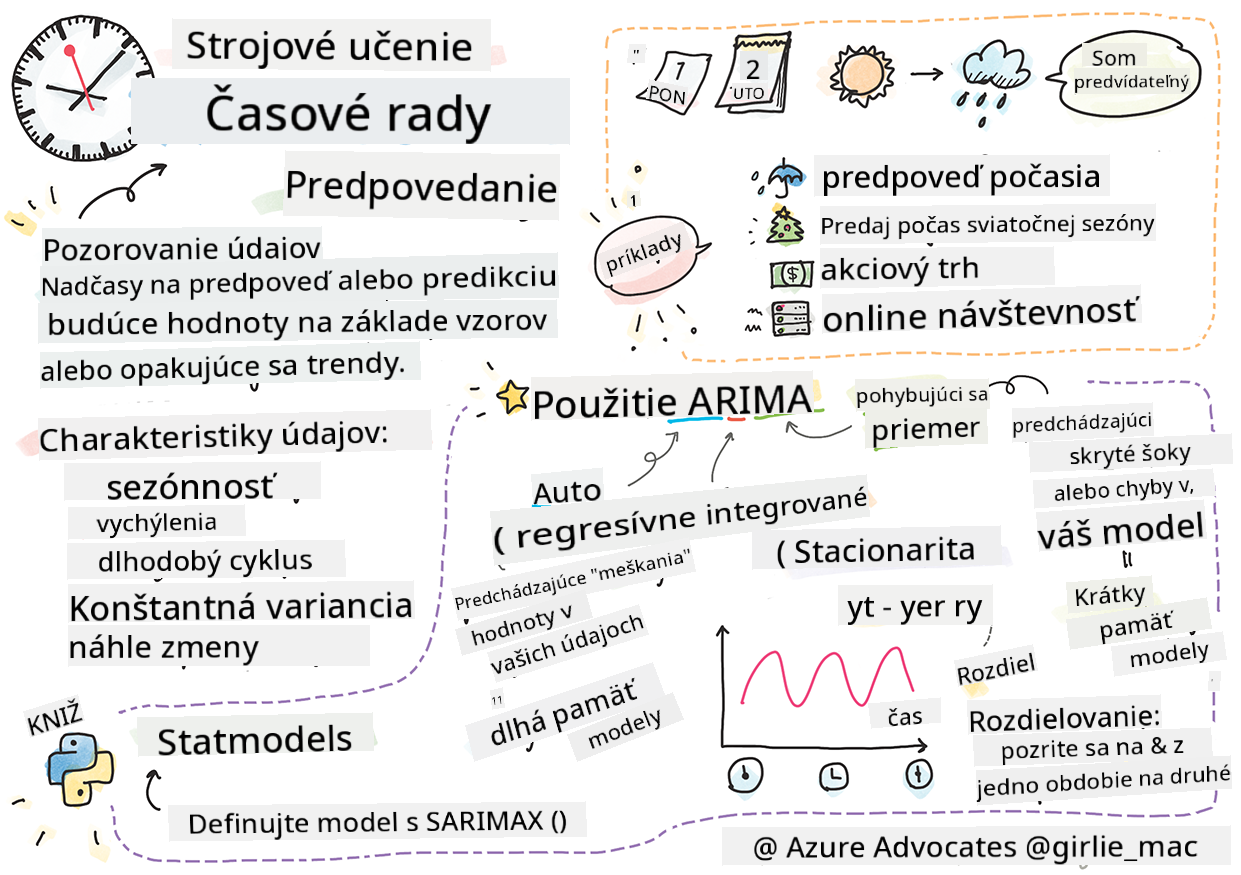 Strojové učenie
Časové rady
Predpovedanie
Pozorovanie údajov
Nadčasy na predpoveď alebo predikciu
budúce hodnoty na základe vzorov
alebo opakujúce sa trendy.
Charakteristiky údajov:
sezónnosť
vychýlenia
dlhodobý cyklus
Konštantná variancia
náhle zmeny
"
1
PON
2
UTO
Som
predvídateľný
1
príklady
predpoveď počasia
Predaj počas sviatočnej sezóny
($)
akciový trh
online návštevnosť
Použitie ARIMA
pohybujúci sa
priemer
predchádzajúci
skryté šoky
alebo chyby v,
váš model
"
Krátky
pamäť
modely
Auto
( regresívne integrované
Predchádzajúce "meškania"
hodnoty v
vašich údajoch
"
dlhá pamäť
modely
( Stacionarita
yt - yer ry
čas
Rozdiel
Rozdielovanie:
pozrite sa na & z
jedno obdobie na druhé
KNIŽ
Statmodels
Definujte model s SARIMAX ()
@ Azure Advocates @girlie_mac